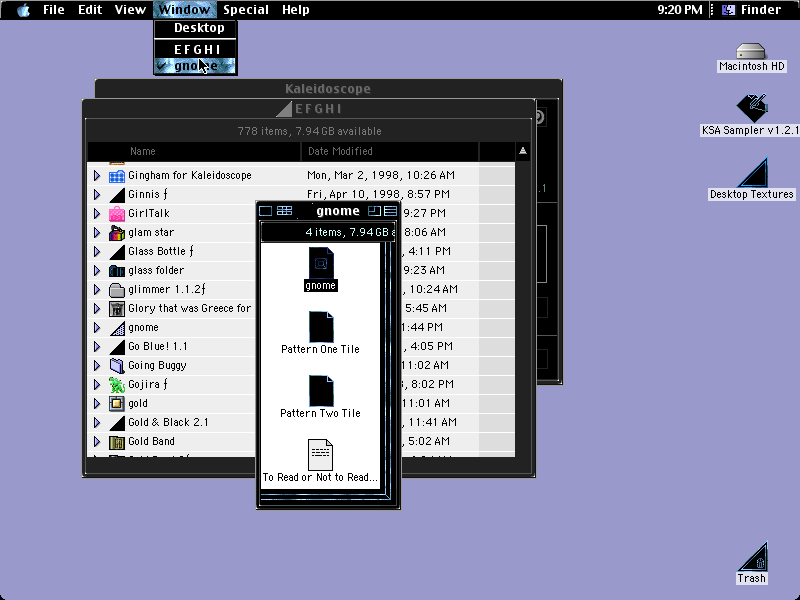 File Edit View Window Special Help 9:20 PM Finder
Desktop
E F G H I
gnome
Macintosh HD
KSA Sampler v1.2.1
Desktop Textures
Trash
Kaleidoscope
.1
E F G H I
778 items, 7.94 GB available
Name Date Modified
Gingham for Kaleidoscope Mon, Mar 2, 1998, 10:26 AM
Ginnis ƒ Fri, Apr 10, 1998, 8:57 PM
GirlTalk 9:27 PM
glam star 8:06 AM
Glass Bottle ƒ , 4:11 PM
glass folder 9:23 AM
glimmer 1.1.2ƒ , 10:24 AM
Glory that was Greece for 5:45 AM
gnome 1:44 PM
Go Blue! 1.1 , 4:05 PM
Going Buggy 11:02 AM
Gojira ƒ , 8:02 PM
gold 11:01 AM
Gold & Black 2.1 , 11:41 AM
Gold Band , 5:02 AM
gnome
4 items, 7.94 GB a
gnome
Pattern One Tile
Pattern Two Tile
To Read or Not to Read...